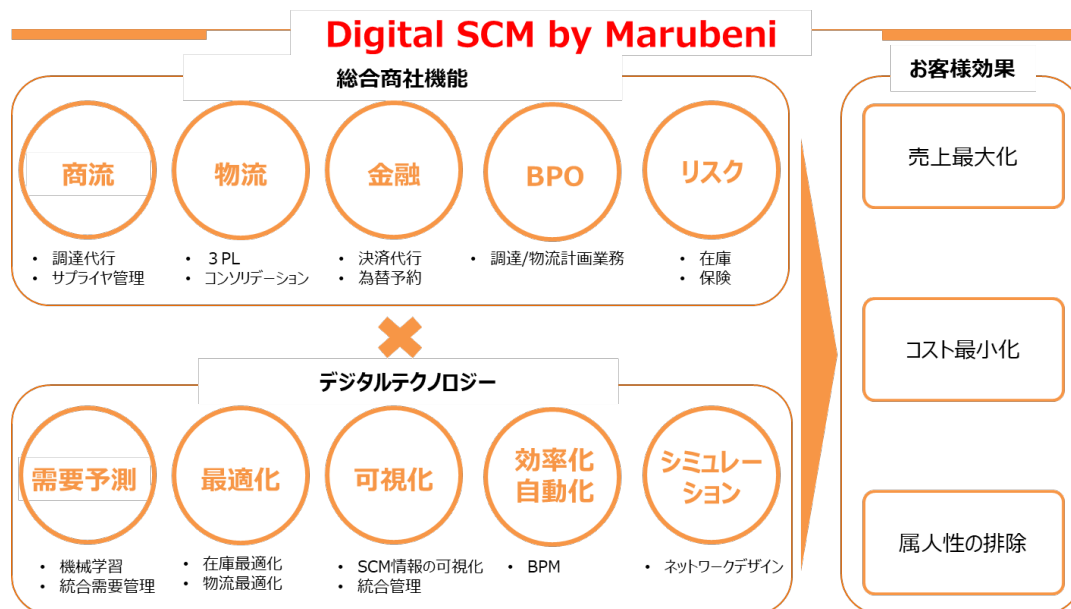 Digital SCM by Marubeni
総合商社機能
商流
・ 調達代行
・ サプライヤ管理
物流
・ 3 PL
・ コンソリデーション
金融
・ 決済代行
・ 為替予約
BPO
・ 調達/物流計画業務
リスク
・ 在庫
・ 保険
デジタルテクノロジー
需要予測
・ 機械学習
・ 統合需要管理
最適化
・ 在庫最適化
・ 物流最適化
可視化
・ SCM情報の可視化
・ 統合管理
効率化
自動化
・ BPM
シミュレー
ション
・ ネットワークデザイン
お客様効果
売上最大化
コスト最小化
属人性の排除